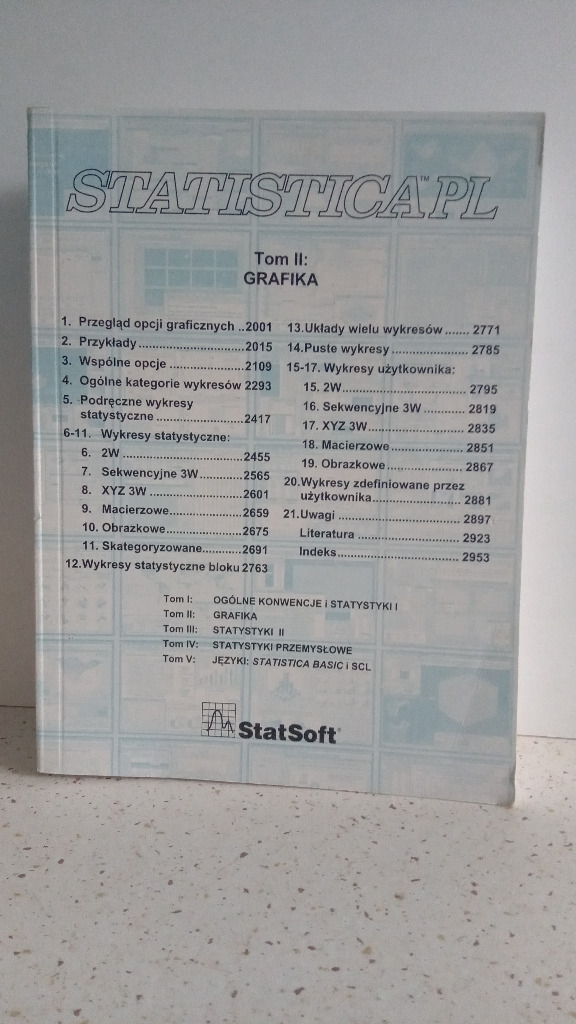 STATISTICA™ PL
Tom II:
GRAFIKA
1. Przegląd opcji graficznych ..2001
2. Przykłady..............................2015
3. Wspólne opcje .....................2109
4. Ogólne kategorie wykresów 2293
5. Podręczne wykresy
statystyczne ........................2417
6-11. Wykresy statystyczne:
6. 2W ..................................2455
7. Sekwencyjne 3W............2565
8. XYZ 3W ..........................2601
9. Macierzowe.....................2659
10. Obrazkowe......................2675
11. Skategoryzowane...........2691
12.Wykresy statystyczne bloku 2763
13.Układy wielu wykresów ....... 2771
14.Puste wykresy ...................... 2785
15-17. Wykresy użytkownika:
15. 2W................................... 2795
16. Sekwencyjne 3W ............ 2819
17. XYZ 3W........................... 2835
18. Macierzowe..................... 2851
19. Obrazkowe...................... 2867
20.Wykresy zdefiniowane przez
użytkownika......................... 2881
21.Uwagi ................................... 2897
Literatura ............................. 2923
Indeks.................................. 2953
Tom I: OGÓLNE KONWENCJE i STATYSTYKI I
Tom II: GRAFIKA
Tom III: STATYSTYKI II
Tom IV: STATYSTYKI PRZEMYSŁOWE
Tom V: JĘZYKI: STATISTICA BASIC i SCL
StatSoft®